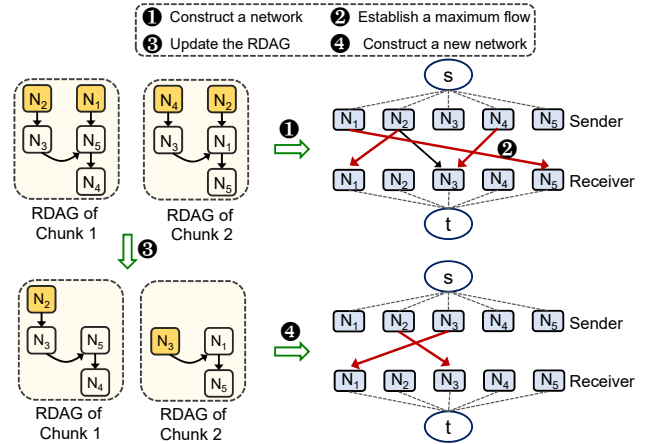 ❶ Construct a network ❷ Establish a maximum flow
❸ Update the RDAG ❹ Construct a new network
N2 N1
N3 N5
N4
RDAG of
Chunk 1
N4 N2
N3 N1
N5
RDAG of
Chunk 2
❶
s
N1 N2 N3 N4 N5 Sender
❷
N1 N2 N3 N4 N5 Receiver
t
❸
N2
N3 N5
N4
RDAG of
Chunk 1
N3 N1
N5
RDAG of
Chunk 2
❹
s
N1 N2 N3 N4 N5 Sender
N1 N2 N3 N4 N5 Receiver
t